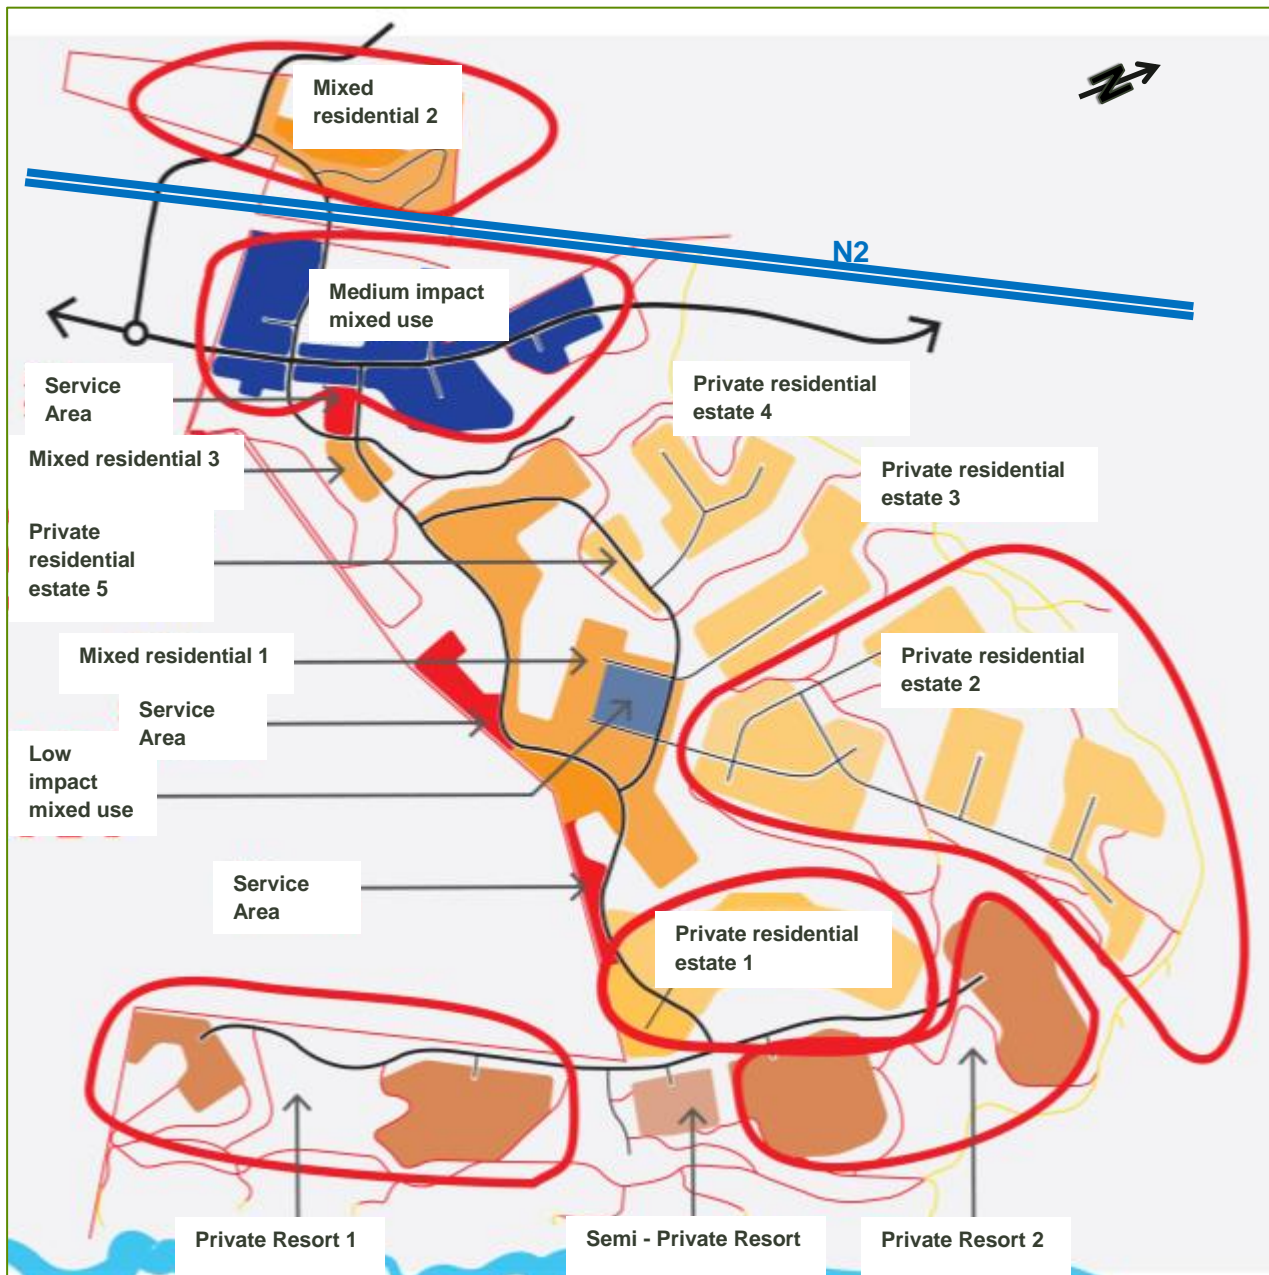 Mixed
residential 2
N
N2
Medium impact
mixed use
Service
Area
Private residential
estate 4
Mixed residential 3
Private residential
estate 3
Private
residential
estate 5
Mixed residential 1
Private residential
estate 2
Service
Area
Low
impact
mixed use
Service
Area
Private residential
estate 1
Private Resort 1
Semi - Private Resort
Private Resort 2